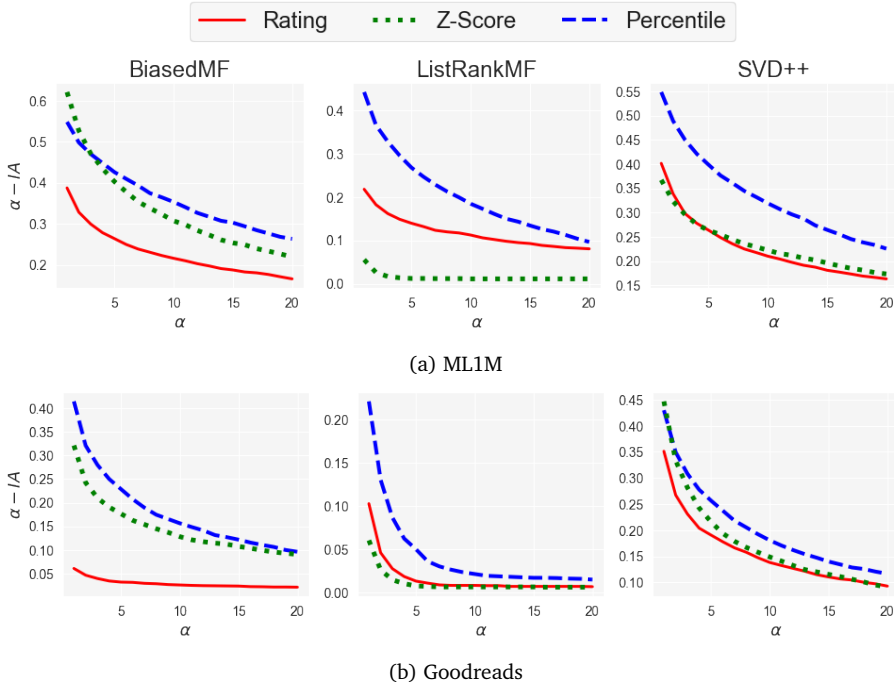 Rating Z-Score Percentile
BiasedMF ListRankMF SVD++
α − IA
0.6
0.5
0.4
0.3
0.2
5 10 15 20
α
0.4
0.3
0.2
0.1
0.0
5 10 15 20
α
0.55
0.50
0.45
0.40
0.35
0.30
0.25
0.20
0.15
5 10 15 20
α
(a) ML1M
α − IA
0.40
0.35
0.30
0.25
0.20
0.15
0.10
0.05
5 10 15 20
α
0.20
0.15
0.10
0.05
0.00
5 10 15 20
α
0.45
0.40
0.35
0.30
0.25
0.20
0.15
0.10
5 10 15 20
α
(b) Goodreads